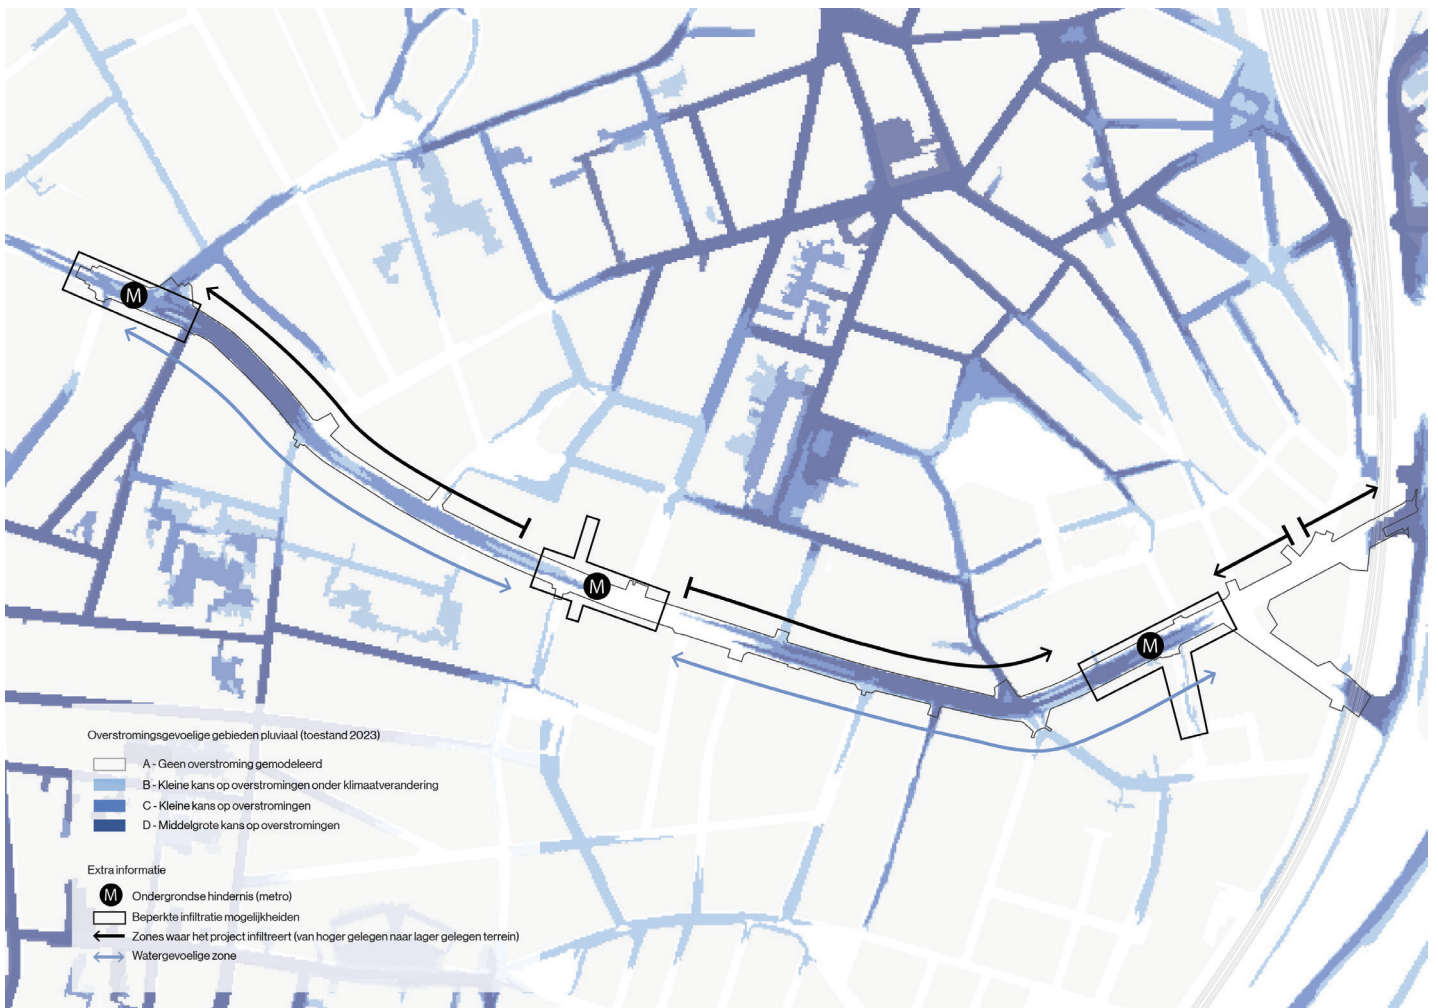 M
M
M
Overstromingsgevoelige gebieden pluviaal (toestand 2023)
A - Geen overstroming gemodeleerd
B - Kleine kans op overstromingen onder klimaatverandering
C - Kleine kans op overstromingen
D - Middelgrote kans op overstromingen
Extra informatie
M Ondergrondse hindernis (metro)
Beperkte infiltratie mogelijkheiden
Zones waar het project infiltreert (van hoger gelegen naar lager gelegen terrein)
Watergevoelige zone